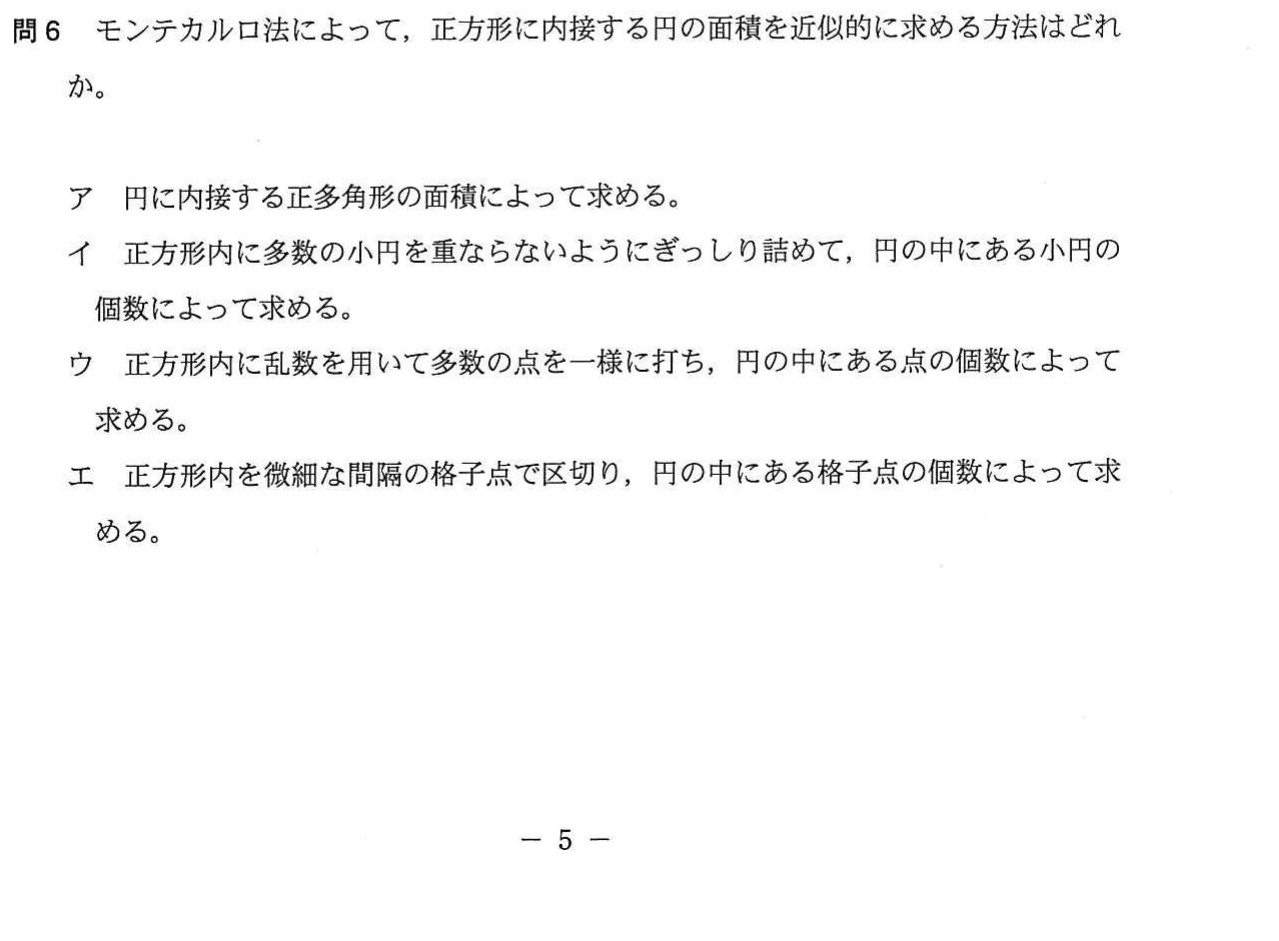 問6 モンテカルロ法によって，正方形に内接する円の面積を近似的に求める方法はどれ
か。
ア 円に内接する正多角形の面積によって求める。
イ 正方形内に多数の小円を重ならないようにぎっしり詰めて，円の中にある小円の
個数によって求める。
ウ 正方形内に乱数を用いて多数の点を一様に打ち，円の中にある点の個数によって
求める。
エ 正方形内を微細な間隔の格子点で区切り，円の中にある格子点の個数によって求
める。
－ 5 －